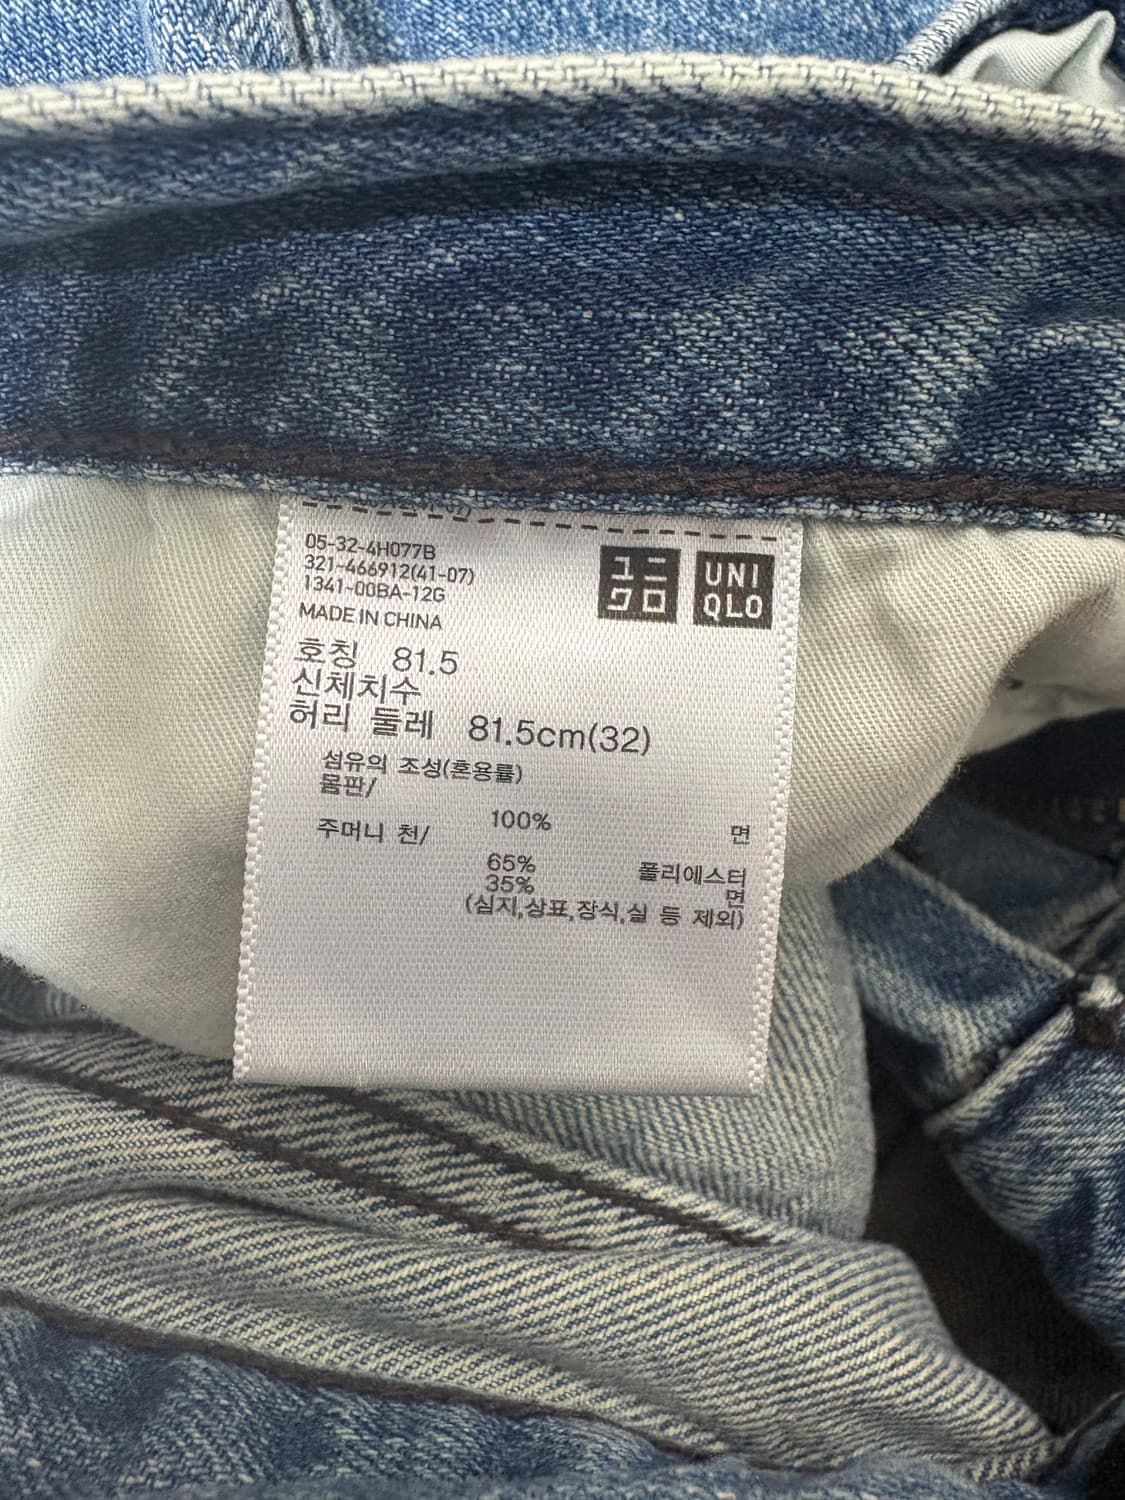 05-32-4H077B
321-466912(41-07)
1341-00BA-12G
MADE IN CHINA
ユニ
クロ
UNI
QLO
호칭 81.5
신체치수
허리 둘레 81.5cm(32)
섬유의 조성(혼용률)
몸판/
100% 면
주머니 천/
65% 폴리에스터
35% 면
(심지,상표,장식,실 등 제외)